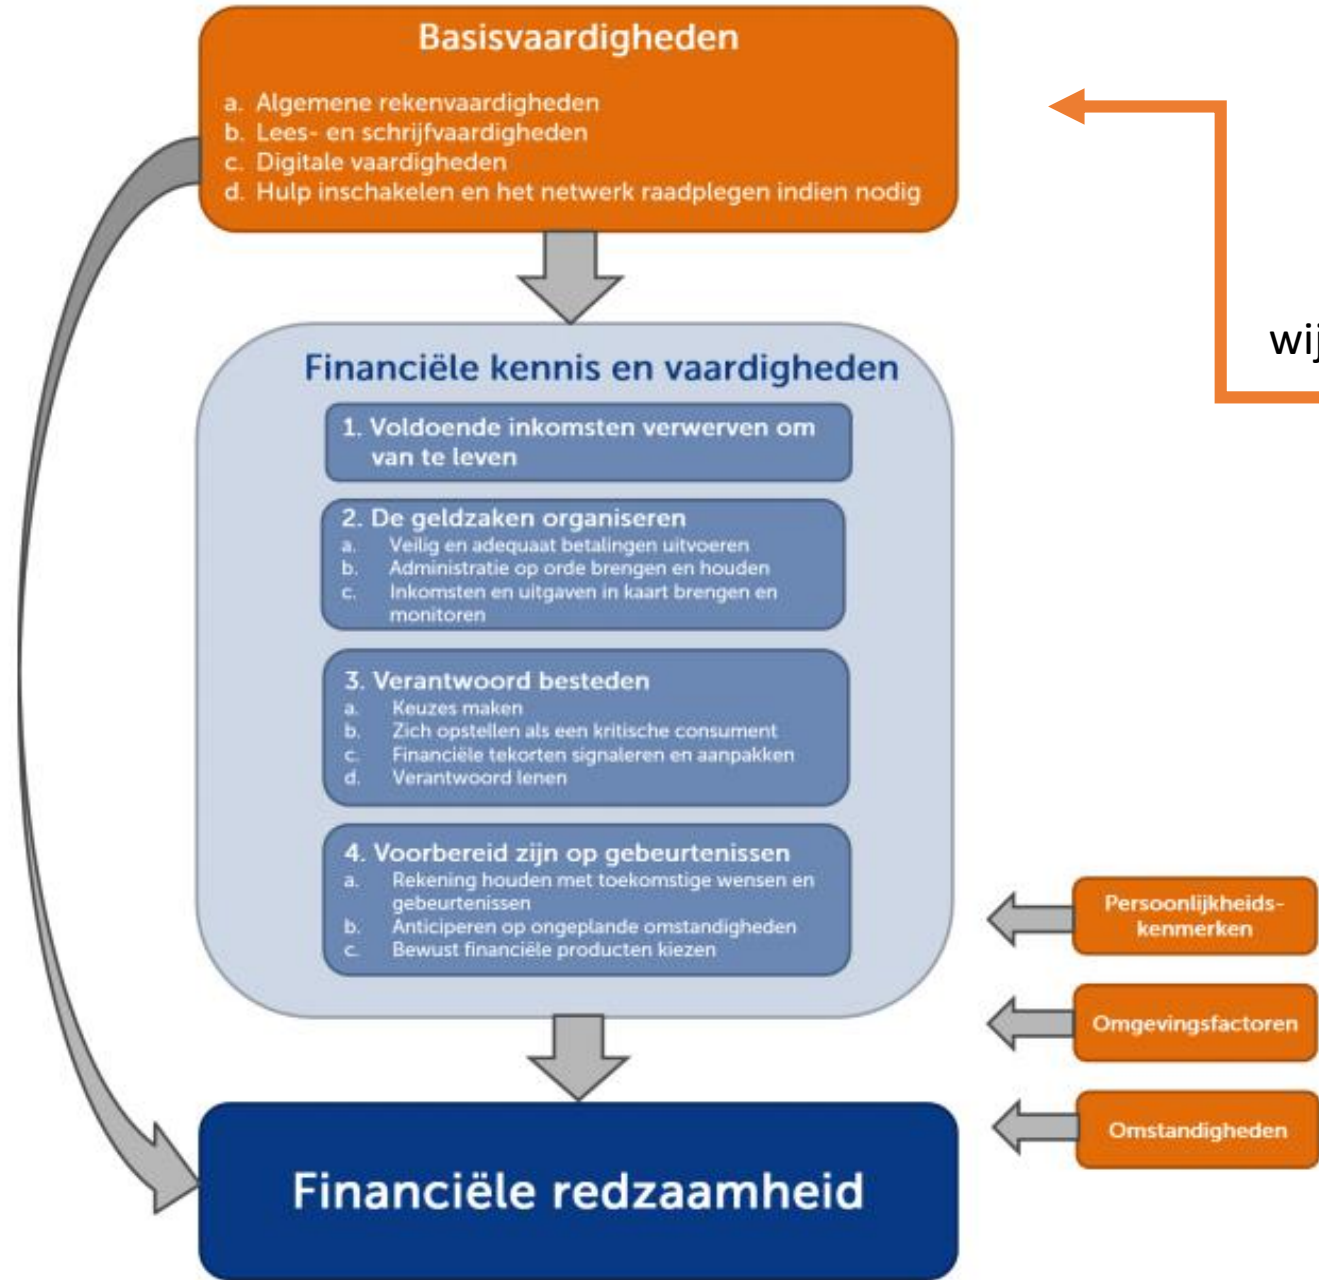 Basisvaardigheden
a. Algemene rekenvaardigheden
b. Lees- en schrijfvaardigheden
c. Digitale vaardigheden
d. Hulp inschakelen en het netwerk raadplegen indien nodig
Financiële kennis en vaardigheden
1. Voldoende inkomsten verwerven om
van te leven
2. De geldzaken organiseren
a. Veilig en adequaat betalingen uitvoeren
b. Administratie op orde brengen en houden
c. Inkomsten en uitgaven in kaart brengen en
monitoren
3. Verantwoord besteden
a. Keuzes maken
b. Zich opstellen als een kritische consument
c. Financiële tekorten signaleren en aanpakken
d. Verantwoord lenen
4. Voorbereid zijn op gebeurtenissen
a. Rekening houden met toekomstige wensen en
gebeurtenissen
b. Anticiperen op ongeplande omstandigheden
c. Bewust financiële producten kiezen
Persoonlijkheids-
kenmerken
Omgevingsfactoren
Omstandigheden
Financiële redzaamheid